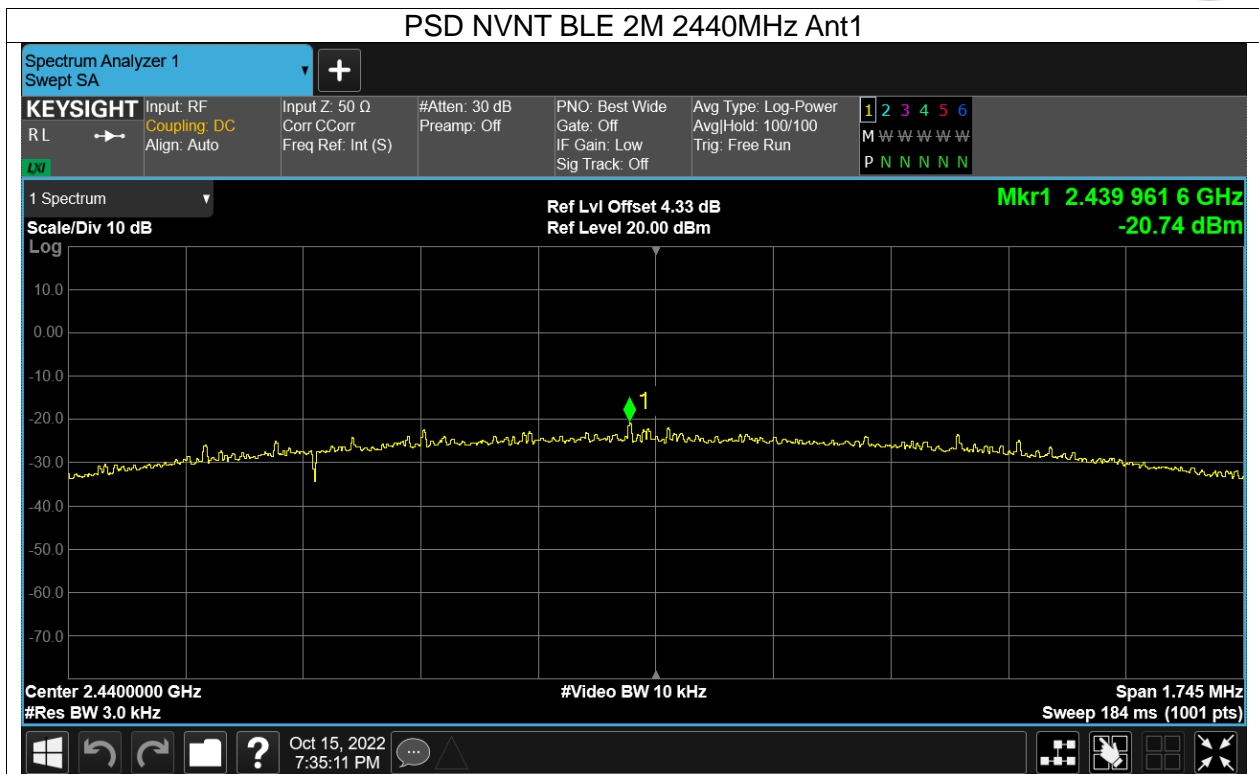 PSD NVNT BLE 2M 2440MHz Ant1
Spectrum Analyzer 1
Swept SA
KEYSIGHT
R L
LXI
Input: RF
Coupling: DC
Align: Auto
Input Z: 50 Ω
Corr CCorr
Freq Ref: Int (S)
#Atten: 30 dB
Preamp: Off
PNO: Best Wide
Gate: Off
IF Gain: Low
Sig Track: Off
Avg Type: Log-Power
Avg|Hold: 100/100
Trig: Free Run
1 2 3 4 5 6
M W W W W W
P N N N N N
1 Spectrum
Scale/Div 10 dB
Ref Lvl Offset 4.33 dB
Ref Level 20.00 dBm
Mkr1 2.439 961 6 GHz
-20.74 dBm
Log
10.0
0.00
-10.0
-20.0
-30.0
-40.0
-50.0
-60.0
-70.0
1
Center 2.4400000 GHz
#Res BW 3.0 kHz
#Video BW 10 kHz
Span 1.745 MHz
Sweep 184 ms (1001 pts)
?
Oct 15, 2022
7:35:11 PM